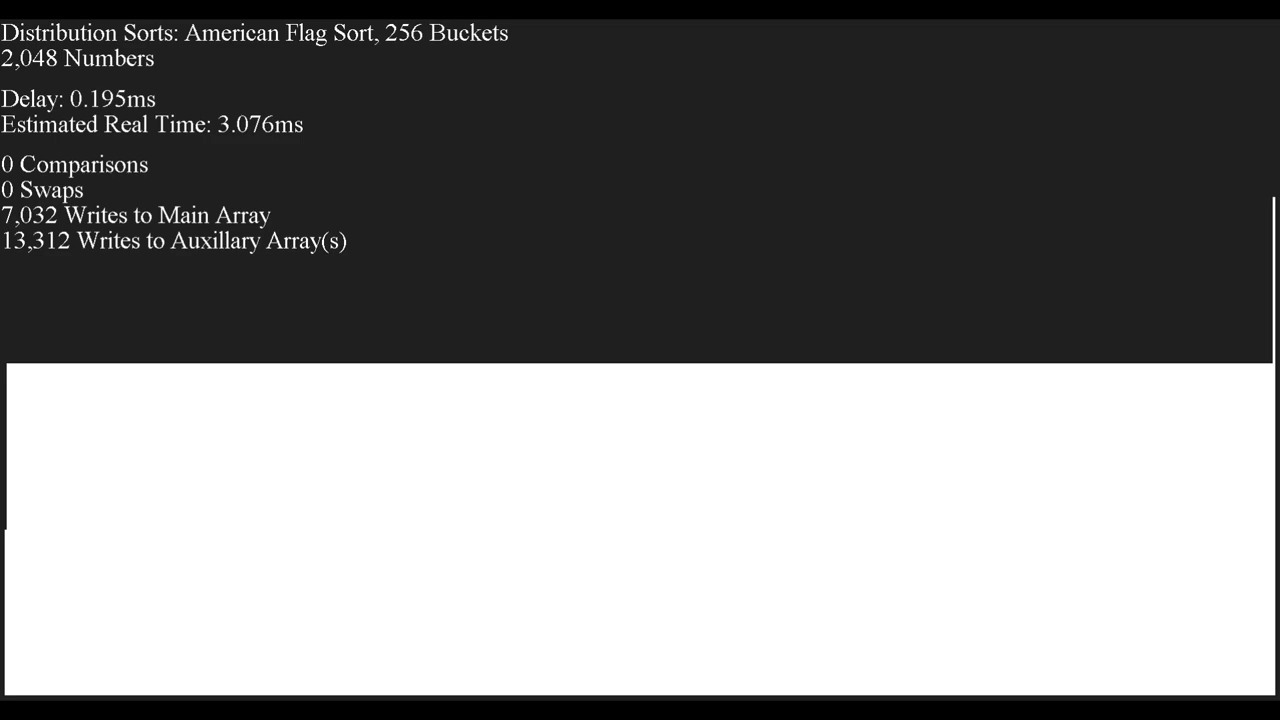 Distribution Sorts: American Flag Sort, 256 Buckets
2,048 Numbers
Delay: 0.195ms
Estimated Real Time: 3.076ms
0 Comparisons
0 Swaps
7,032 Writes to Main Array
13,312 Writes to Auxillary Array(s)